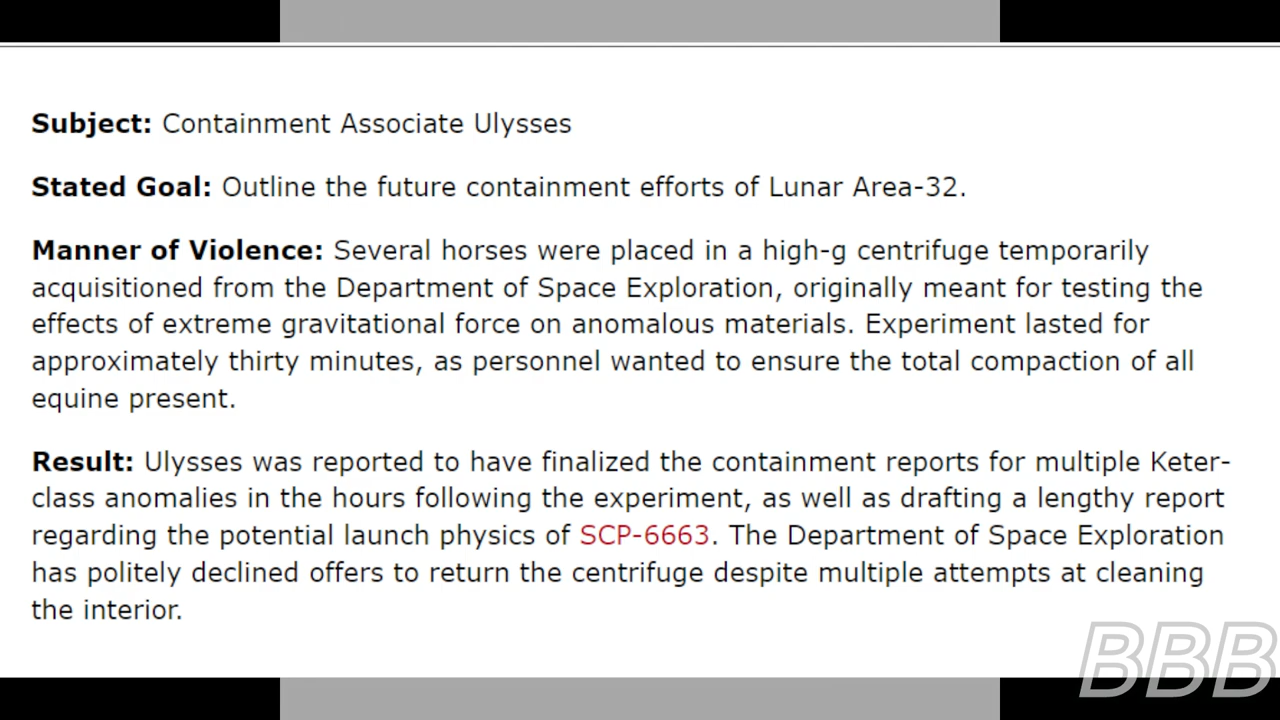 Subject: Containment Associate Ulysses
Stated Goal: Outline the future containment efforts of Lunar Area-32.
Manner of Violence: Several horses were placed in a high-g centrifuge temporarily
acquisitioned from the Department of Space Exploration, originally meant for testing the
effects of extreme gravitational force on anomalous materials. Experiment lasted for
approximately thirty minutes, as personnel wanted to ensure the total compaction of all
equine present.
Result: Ulysses was reported to have finalized the containment reports for multiple Keter-
class anomalies in the hours following the experiment, as well as drafting a lengthy report
regarding the potential launch physics of SCP-6663. The Department of Space Exploration
has politely declined offers to return the centrifuge despite multiple attempts at cleaning
the interior.
BBB